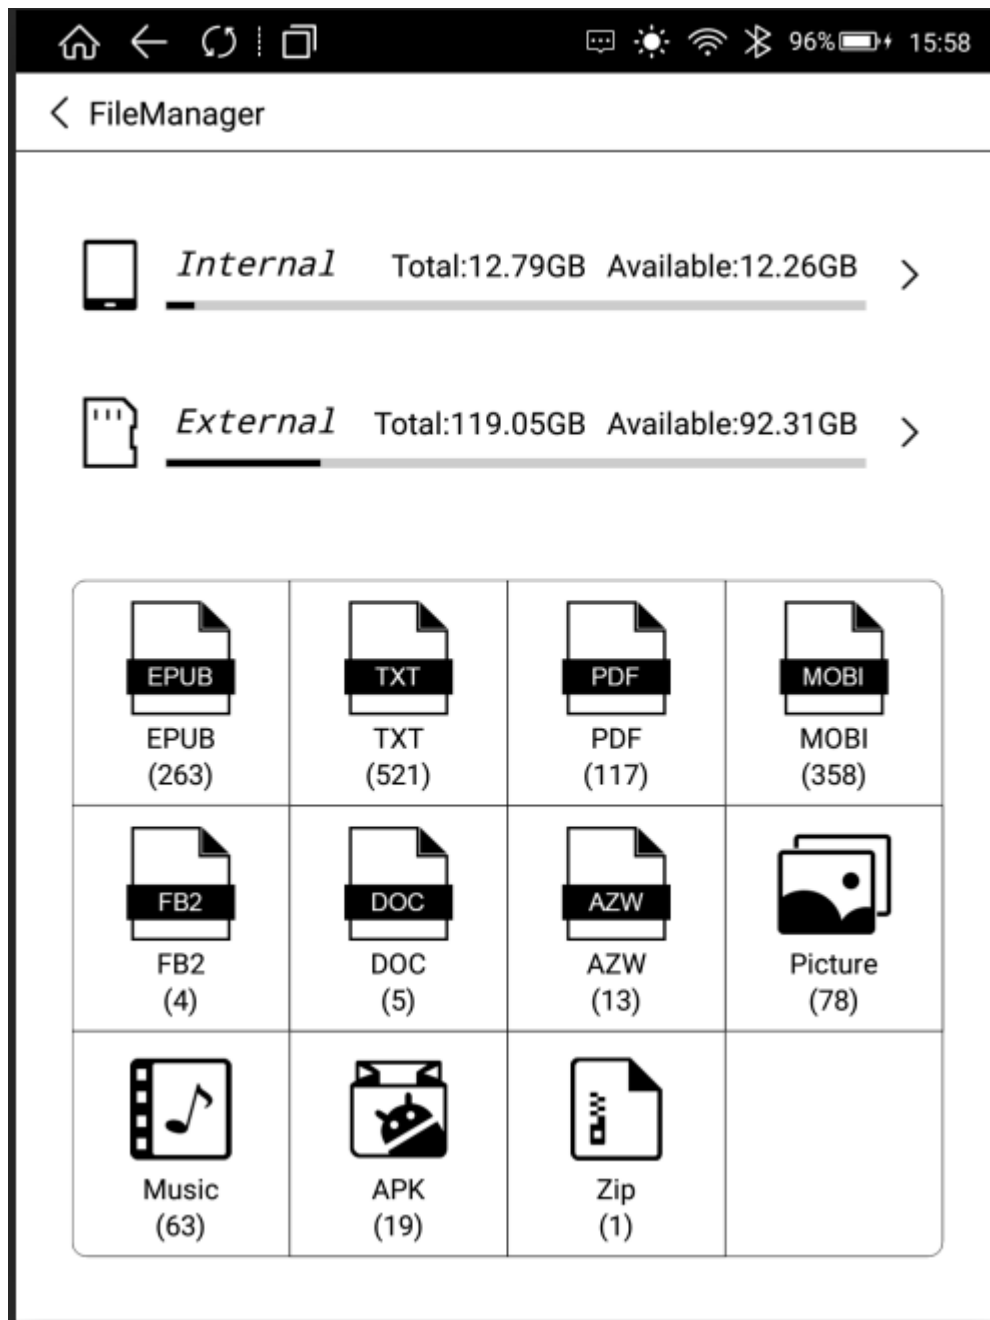 96% 15:58
FileManager
Internal Total:12.79GB Available:12.26GB
External Total:119.05GB Available:92.31GB
EPUB TXT PDF MOBI
EPUB TXT PDF MOBI
(263) (521) (117) (358)
FB2 DOC AZW
FB2 DOC AZW Picture
(4) (5) (13) (78)
Music APK Zip
(63) (19) (1)